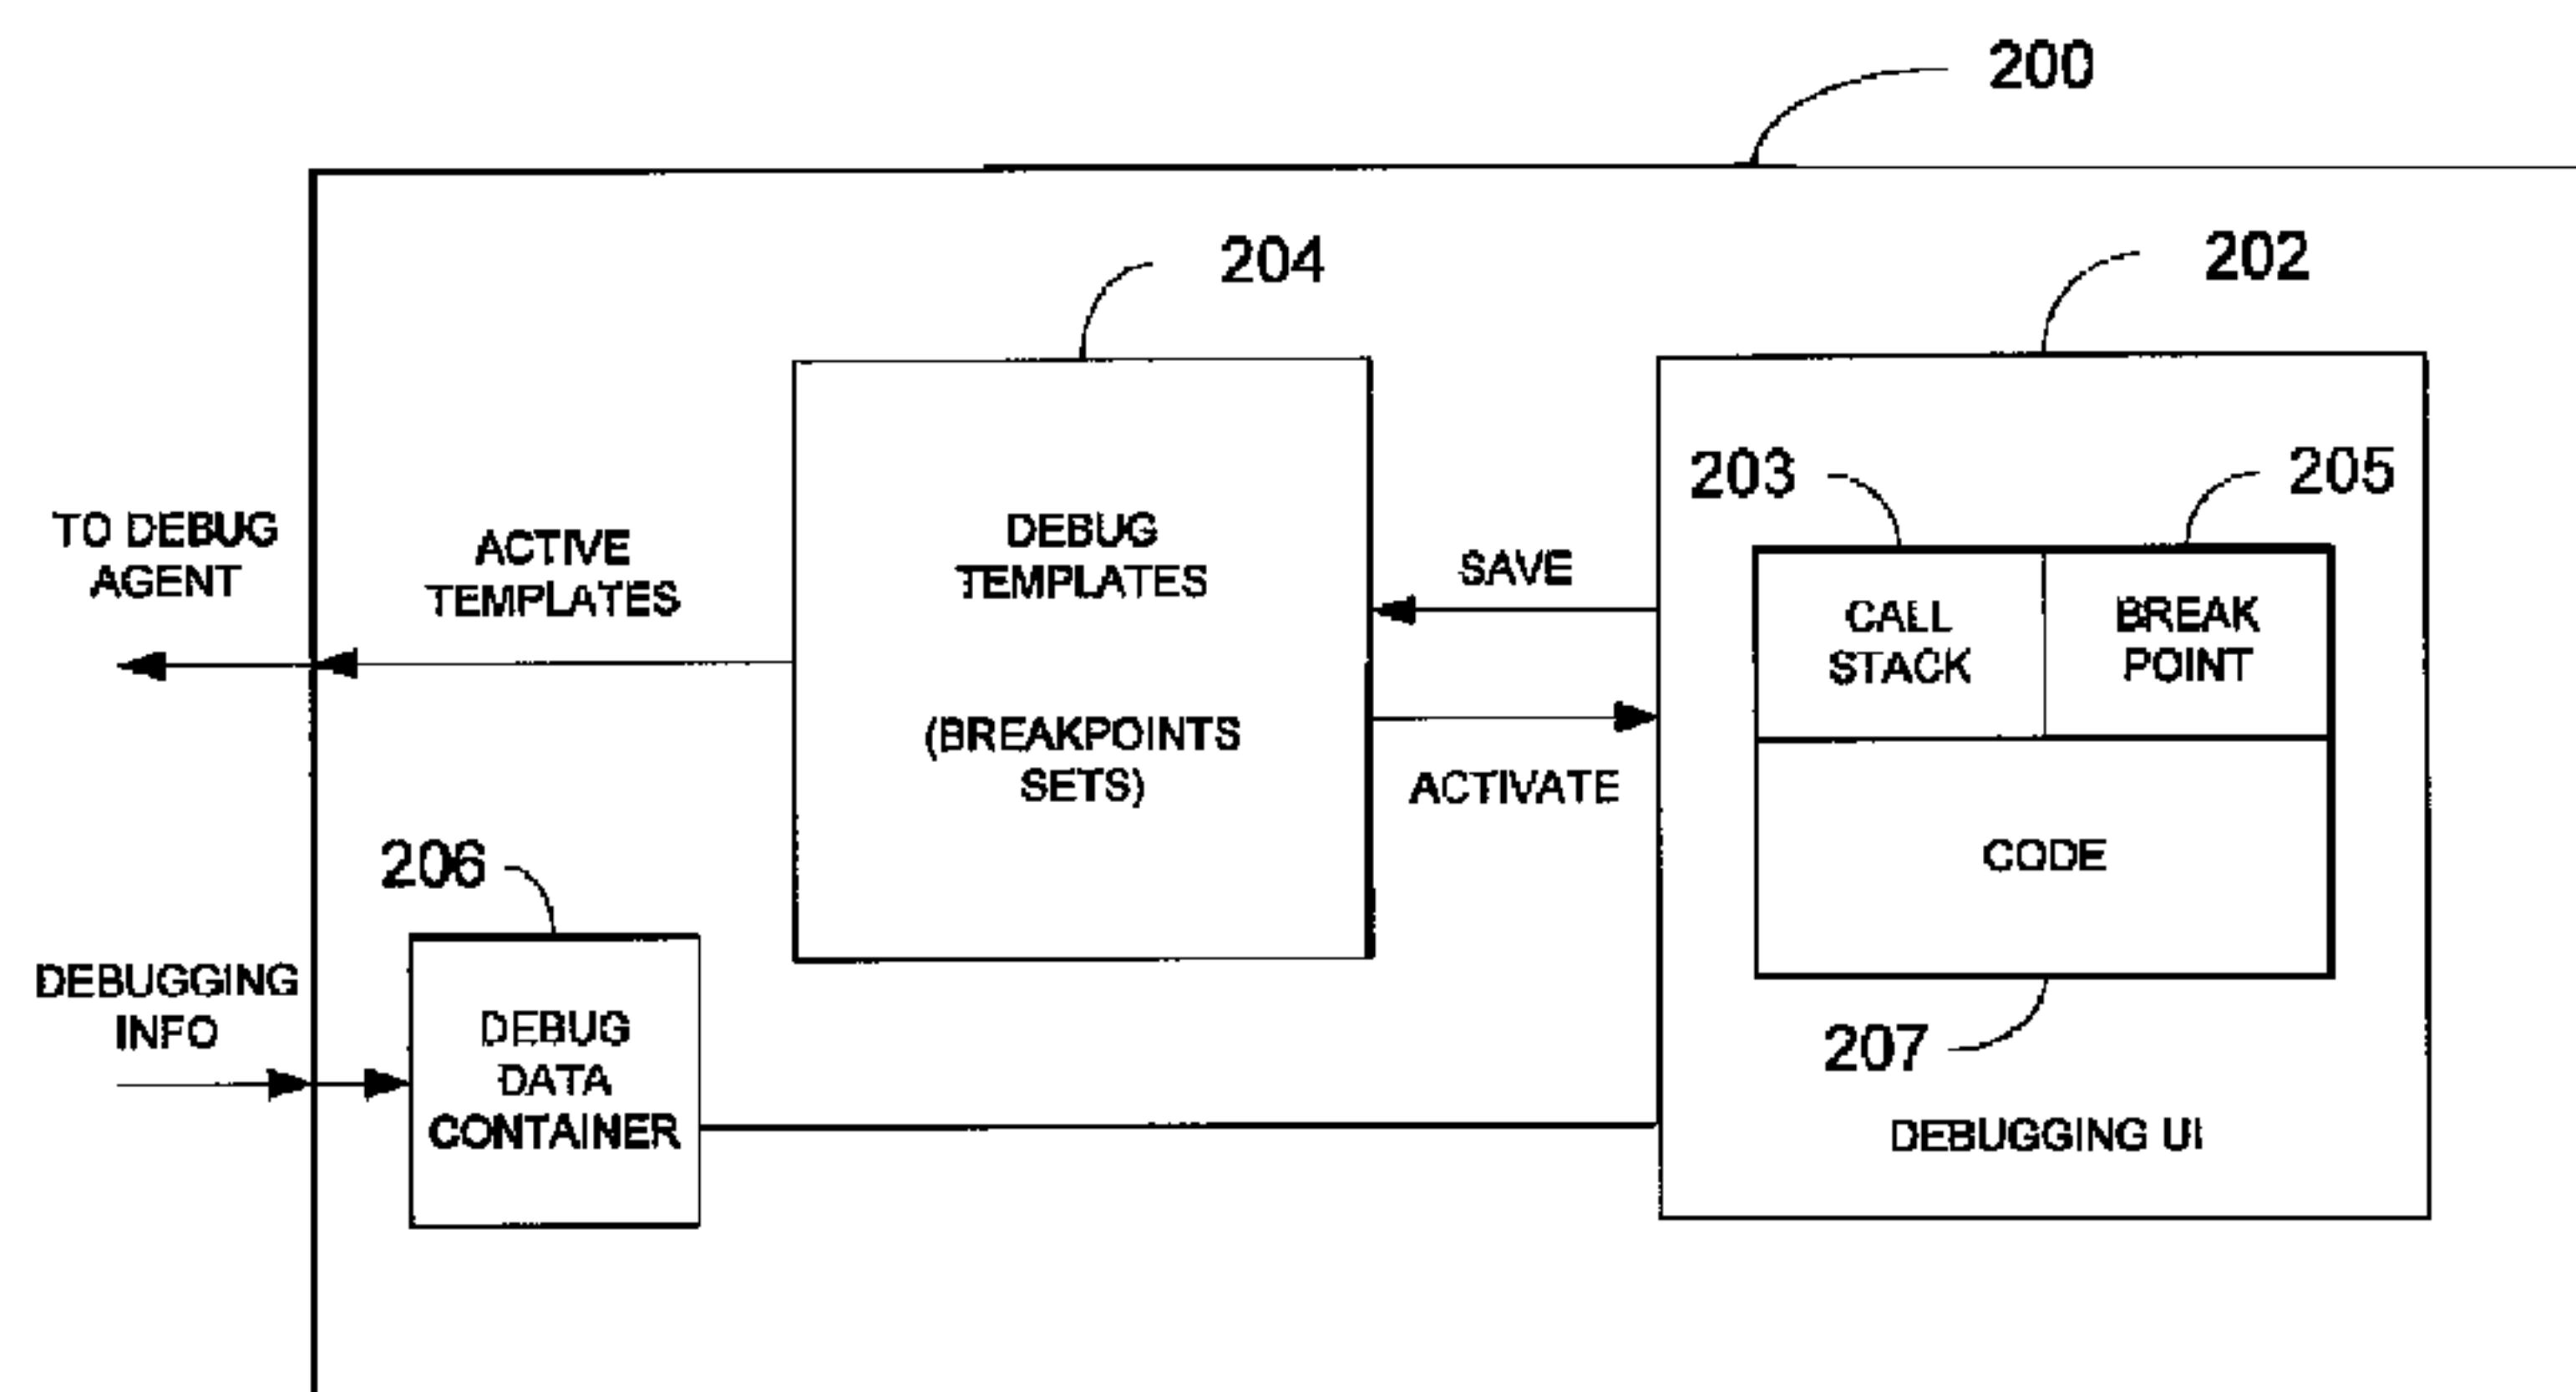 200
204
202
203
205
TO DEBUG
AGENT
ACTIVE
TEMPLATES
DEBUG
TEMPLATES
(BREAKPOINTS
SETS)
SAVE
ACTIVATE
CALL
STACK
BREAK
POINT
CODE
206
207
DEBUGGING
INFO
DEBUG
DATA
CONTAINER
DEBUGGING UI